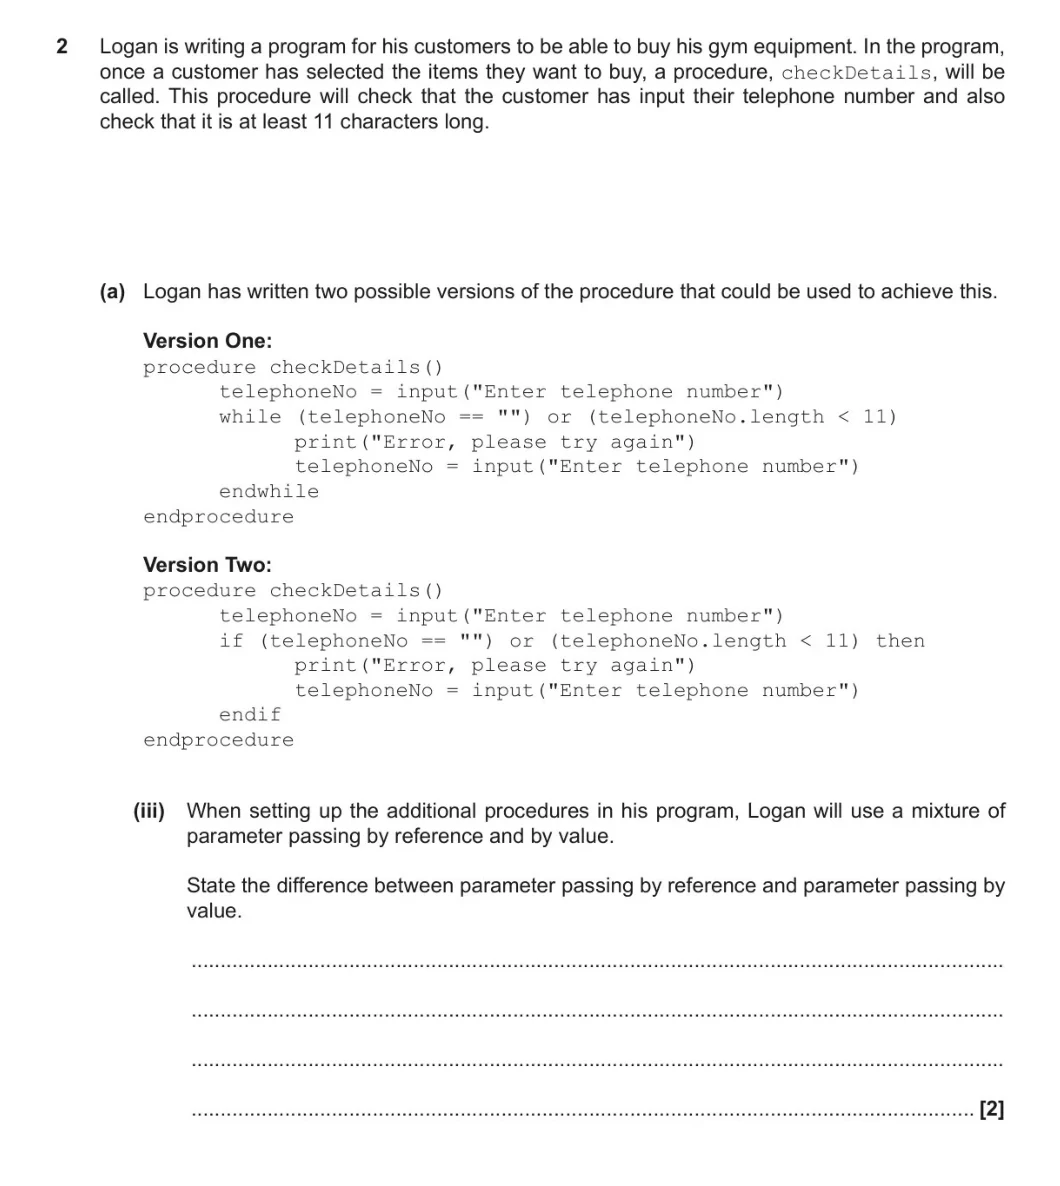 2 Logan is writing a program for his customers to be able to buy his gym equipment. In the program,
once a customer has selected the items they want to buy, a procedure, checkDetails, will be
called. This procedure will check that the customer has input their telephone number and also
check that it is at least 11 characters long.
(a) Logan has written two possible versions of the procedure that could be used to achieve this.
Version One:
procedure checkDetails()
telephoneNo = input("Enter telephone number")
while (telephoneNo == "") or (telephoneNo.length < 11)
print("Error, please try again")
telephoneNo = input("Enter telephone number")
endwhile
endprocedure
Version Two:
procedure checkDetails()
telephoneNo = input("Enter telephone number")
if (telephoneNo == "") or (telephoneNo.length < 11) then
print("Error, please try again")
telephoneNo = input("Enter telephone number")
endif
endprocedure
(iii) When setting up the additional procedures in his program, Logan will use a mixture of
parameter passing by reference and by value.
State the difference between parameter passing by reference and parameter passing by
value.
[2]